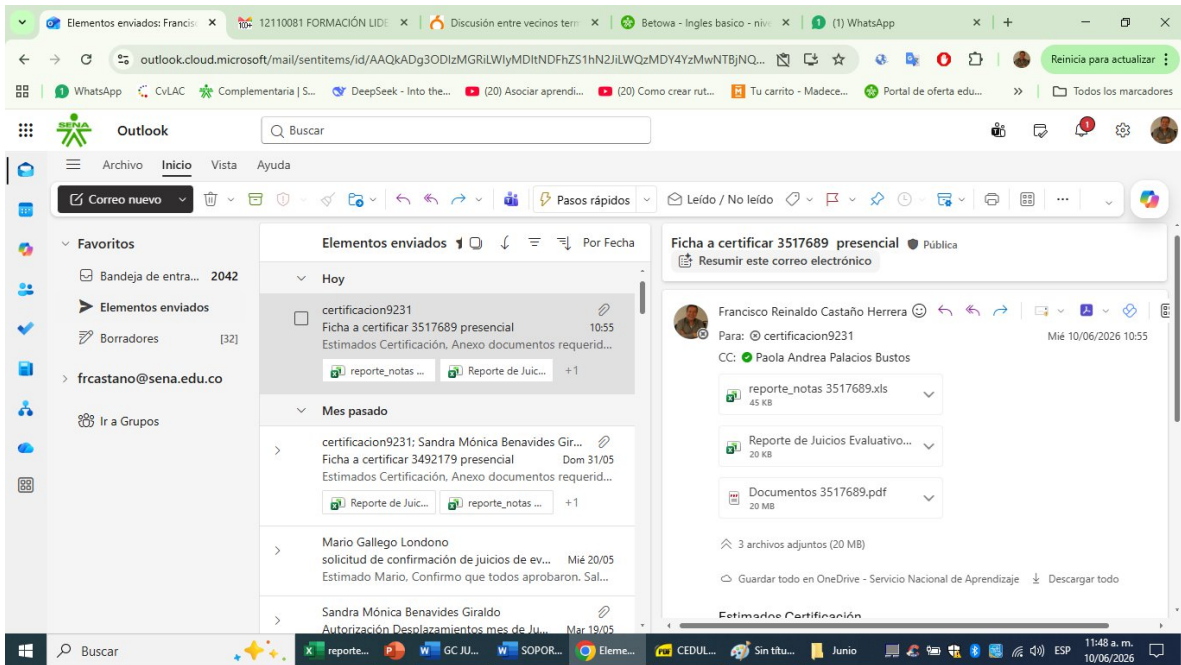 Elementos enviados: Francisc
12110081 FORMACIÓN LIDE
Discusión entre vecinos term
Betowa - Ingles basico - nive
(1) WhatsApp
outlook.cloud.microsoft/mail/sentitems/id/AAQkADg3ODIzMGRiLWIyMDItNDFhZS1hN2JiLWQzMDY4YzMwNTBjNQ...
Reinicia para actualizar
WhatsApp
CvLAC
Complementaria | S...
DeepSeek - Into the...
(20) Asociar aprendi...
(20) Como crear rut...
Tu carrito - Madece...
Portal de oferta edu...
Todos los marcadores
SENA
Outlook
Buscar
1
Archivo
Inicio
Vista
Ayuda
Correo nuevo
Pasos rápidos
Leído / No leído
Favoritos
Bandeja de entra... 2042
Elementos enviados
Borradores [32]
frcastano@sena.edu.co
Ir a Grupos
Elementos enviados
Por Fecha
Hoy
certificacion9231
Ficha a certificar 3517689 presencial 10:55
Estimados Certificación, Anexo documentos requerid...
reporte_notas ...
Reporte de Juic...
+1
Mes pasado
certificacion9231; Sandra Mónica Benavides Gir...
Ficha a certificar 3492179 presencial Dom 31/05
Estimados Certificación, Anexo documentos requerid...
Reporte de Juic...
reporte_notas ...
+1
Mario Gallego Londono
solicitud de confirmación de juicios de ev... Mié 20/05
Estimado Mario, Confirmo que todos aprobaron. Sal...
Sandra Mónica Benavides Giraldo
Autorización Desplazamientos mes de Ju... Mar 19/05
Ficha a certificar 3517689 presencial
Pública
Resumir este correo electrónico
Francisco Reinaldo Castaño Herrera
Para: certificacion9231
Mié 10/06/2026 10:55
CC: Paola Andrea Palacios Bustos
reporte_notas 3517689.xls
45 KB
Reporte de Juicios Evaluativo...
20 KB
Documentos 3517689.pdf
20 MB
3 archivos adjuntos (20 MB)
Guardar todo en OneDrive - Servicio Nacional de Aprendizaje
Descargar todo
Estimados Certificación
Buscar
reporte...
GC JU...
SOPOR...
Eleme...
CEDUL...
Sin títu...
Junio
ESP
11:48 a. m.
10/06/2026